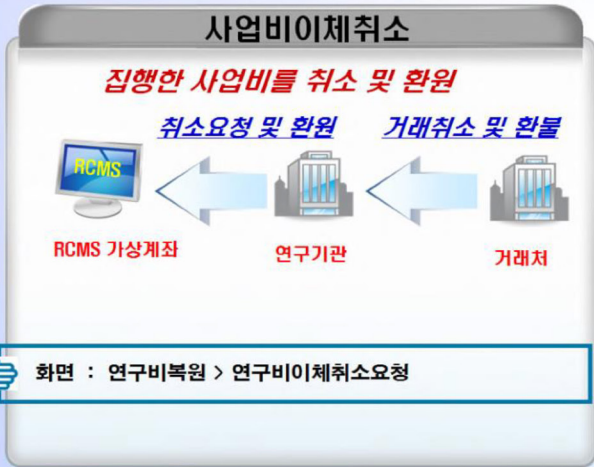 사업비이체취소
집행한 사업비를 취소 및 환원
취소요청 및 환원 거래취소 및 환불
RCMS
RCMS 가상계좌 연구기관 거래처
화면 : 연구비복원 > 연구비이체취소요청